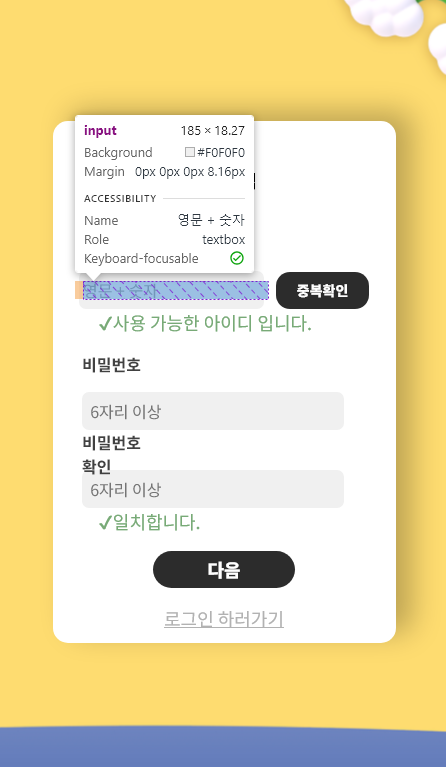 input 185 × 18.27
Background #F0F0F0
Margin 0px 0px 0px 8.16px
ACCESSIBILITY
Name 영문 + 숫자
Role textbox
Keyboard-focusable
영문 + 숫자 중복확인
✓사용 가능한 아이디 입니다.
비밀번호
6자리 이상
비밀번호
확인
6자리 이상
✓일치합니다.
다음
로그인 하러가기